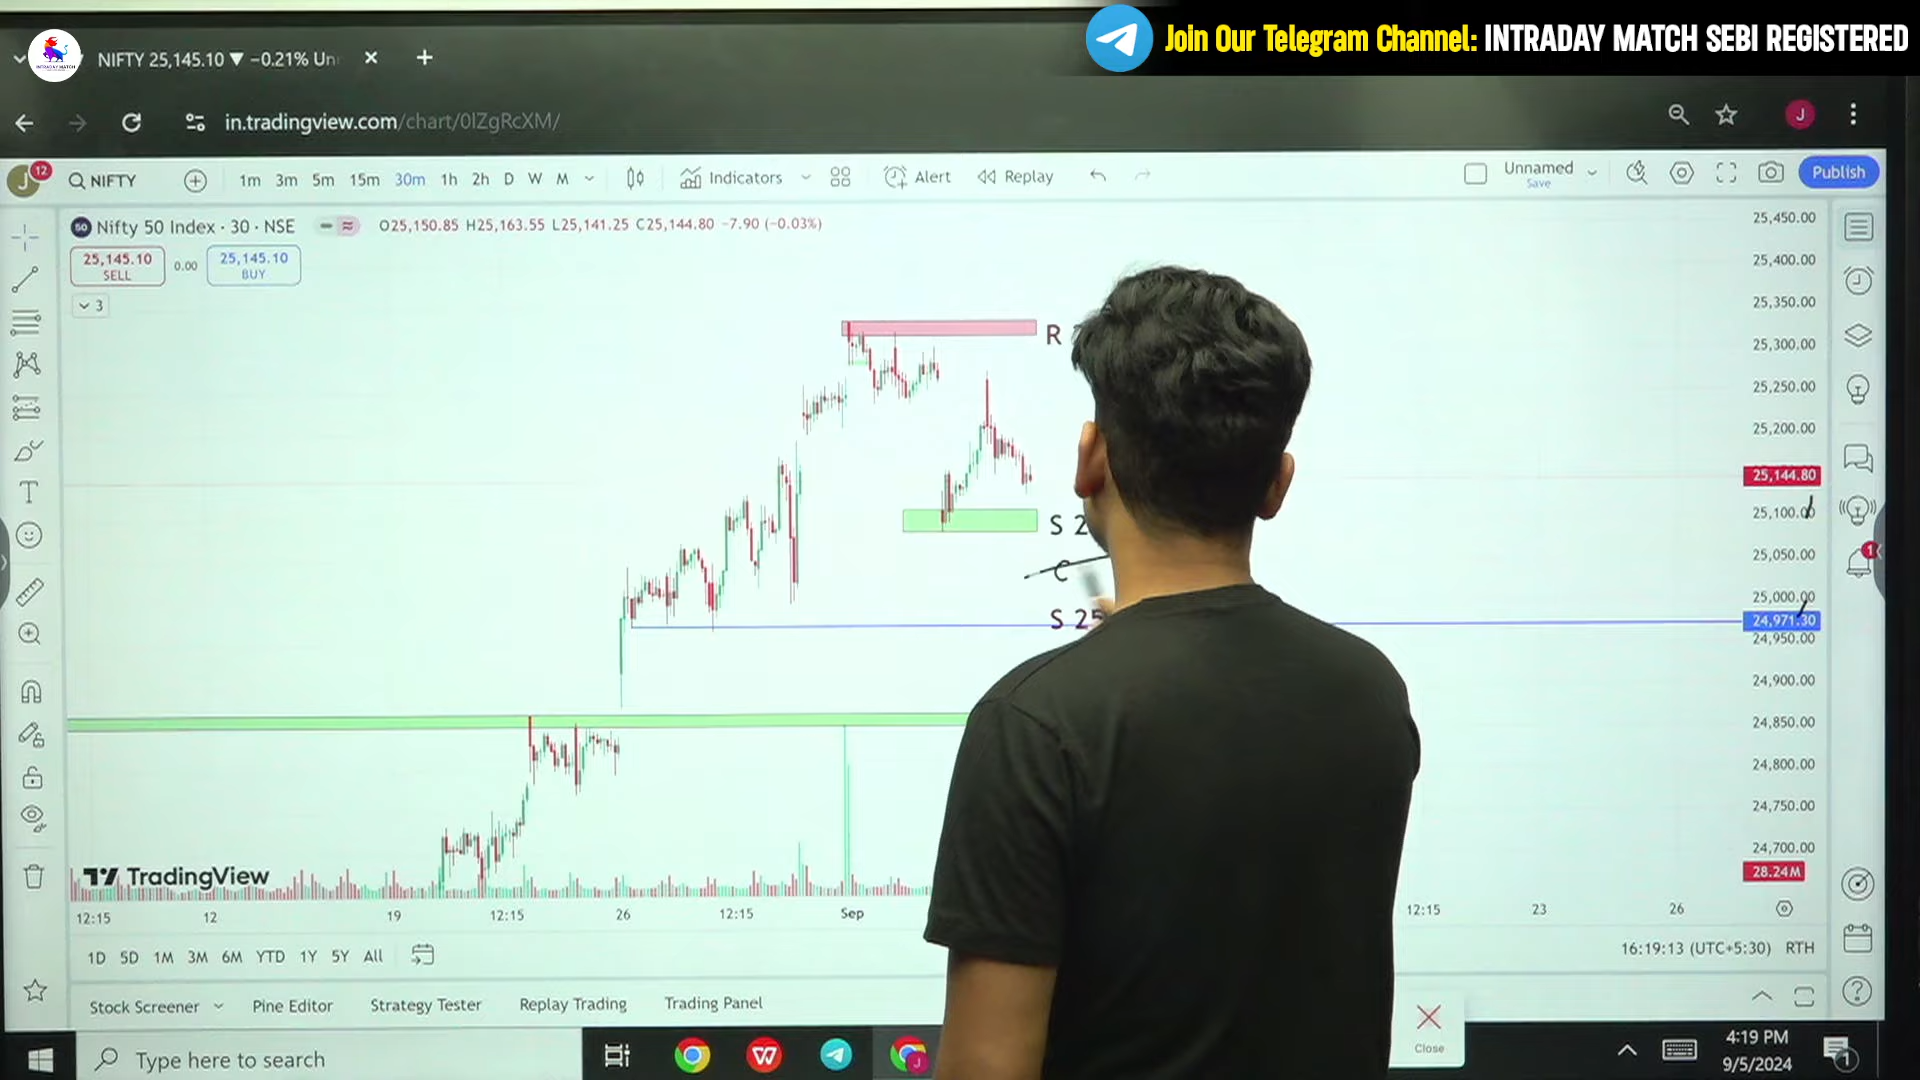 Join Our Telegram Channel: INTRADAY MATCH SEBI REGISTERED
INTRADAY MATCH
NIFTY 25,145.10 ▼ −0.21% Un
in.tradingview.com/chart/0lZgRcXM/
J
J 12
NIFTY
1m 3m 5m 15m 30m 1h 2h D W M
Indicators
Alert
Replay
Unnamed
Save
Publish
50 Nifty 50 Index · 30 · NSE
O25,150.85 H25,163.55 L25,141.25 C25,144.80 −7.90 (−0.03%)
25,145.10
SELL
0.00
25,145.10
BUY
3
25,450.00
25,400.00
25,350.00
25,300.00
25,250.00
25,200.00
25,144.80
25,100.00
25,050.00
25,000.00
24,971.30
24,950.00
24,900.00
24,850.00
24,800.00
24,750.00
24,700.00
28.24M
R
S 2
C
S 25
1
TradingView
12:15 12 19 12:15 26 12:15 Sep 12:15 23 26
1D 5D 1M 3M 6M YTD 1Y 5Y All
16:19:13 (UTC+5:30) RTH
Stock Screener Pine Editor Strategy Tester Replay Trading Trading Panel
Close
Type here to search
J
4:19 PM
9/5/2024
1